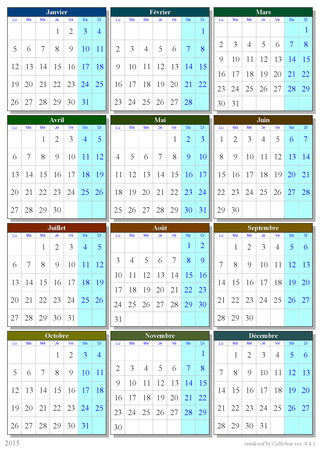 Janvier
Lu Ma Me Je Ve Sa Di
1 2 3 4
5 6 7 8 9 10 11
12 13 14 15 16 17 18
19 20 21 22 23 24 25
26 27 28 29 30 31
Février
Lu Ma Me Je Ve Sa Di
1
2 3 4 5 6 7 8
9 10 11 12 13 14 15
16 17 18 19 20 21 22
23 24 25 26 27 28
Mars
Lu Ma Me Je Ve Sa Di
1
2 3 4 5 6 7 8
9 10 11 12 13 14 15
16 17 18 19 20 21 22
23 24 25 26 27 28 29
30 31
Avril
Lu Ma Me Je Ve Sa Di
1 2 3 4 5
6 7 8 9 10 11 12
13 14 15 16 17 18 19
20 21 22 23 24 25 26
27 28 29 30
Mai
Lu Ma Me Je Ve Sa Di
1 2 3
4 5 6 7 8 9 10
11 12 13 14 15 16 17
18 19 20 21 22 23 24
25 26 27 28 29 30 31
Juin
Lu Ma Me Je Ve Sa Di
1 2 3 4 5 6 7
8 9 10 11 12 13 14
15 16 17 18 19 20 21
22 23 24 25 26 27 28
29 30
Juillet
Lu Ma Me Je Ve Sa Di
1 2 3 4 5
6 7 8 9 10 11 12
13 14 15 16 17 18 19
20 21 22 23 24 25 26
27 28 29 30 31
Août
Lu Ma Me Je Ve Sa Di
1 2
3 4 5 6 7 8 9
10 11 12 13 14 15 16
17 18 19 20 21 22 23
24 25 26 27 28 29 30
31
Septembre
Lu Ma Me Je Ve Sa Di
1 2 3 4 5 6
7 8 9 10 11 12 13
14 15 16 17 18 19 20
21 22 23 24 25 26 27
28 29 30
Octobre
Lu Ma Me Je Ve Sa Di
1 2 3 4
5 6 7 8 9 10 11
12 13 14 15 16 17 18
19 20 21 22 23 24 25
26 27 28 29 30 31
Novembre
Lu Ma Me Je Ve Sa Di
1
2 3 4 5 6 7 8
9 10 11 12 13 14 15
16 17 18 19 20 21 22
23 24 25 26 27 28 29
30
Décembre
Lu Ma Me Je Ve Sa Di
1 2 3 4 5 6
7 8 9 10 11 12 13
14 15 16 17 18 19 20
21 22 23 24 25 26 27
28 29 30 31
2015
rendered by Callirhoe ver. 0.4.1